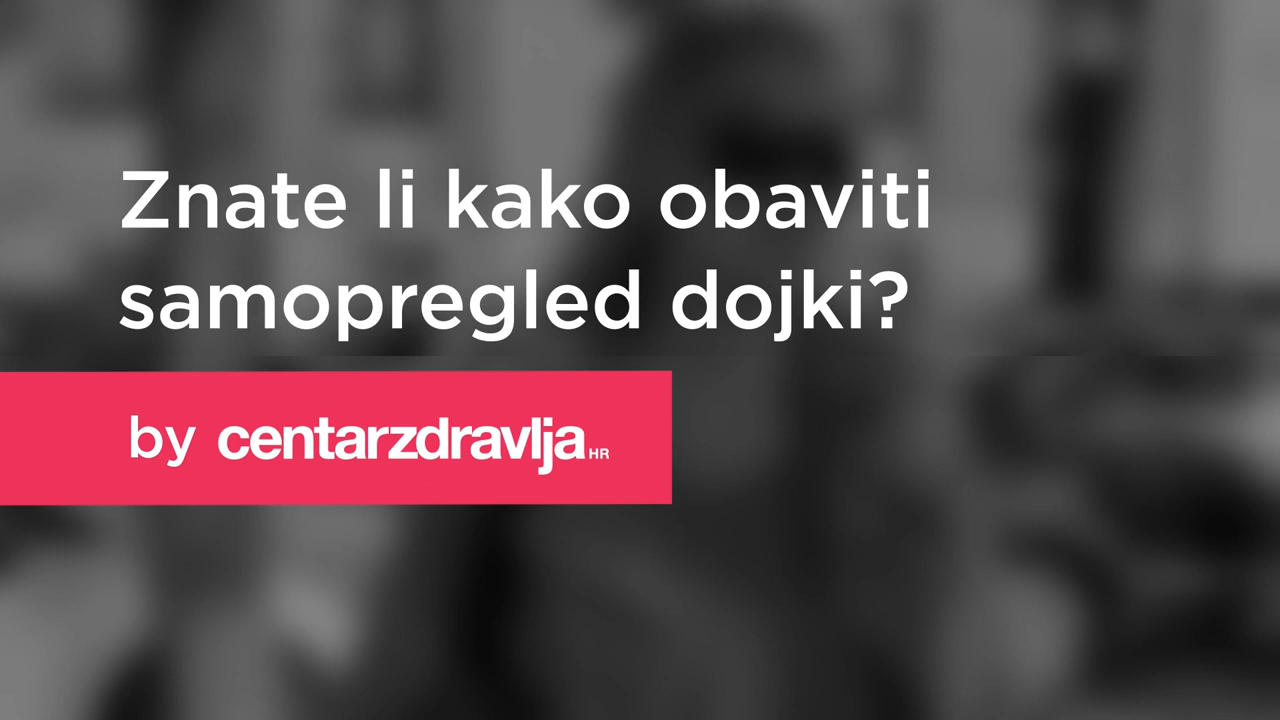 Znate li kako obaviti
samopregled dojki?
by centarzdravlja HR